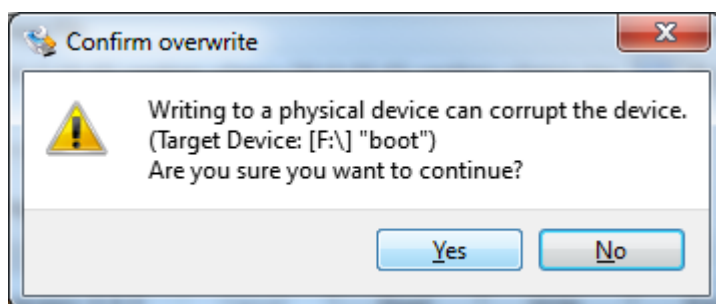 Confirm overwrite
Writing to a physical device can corrupt the device.
(Target Device: [F:\] "boot")
Are you sure you want to continue?
Yes
No